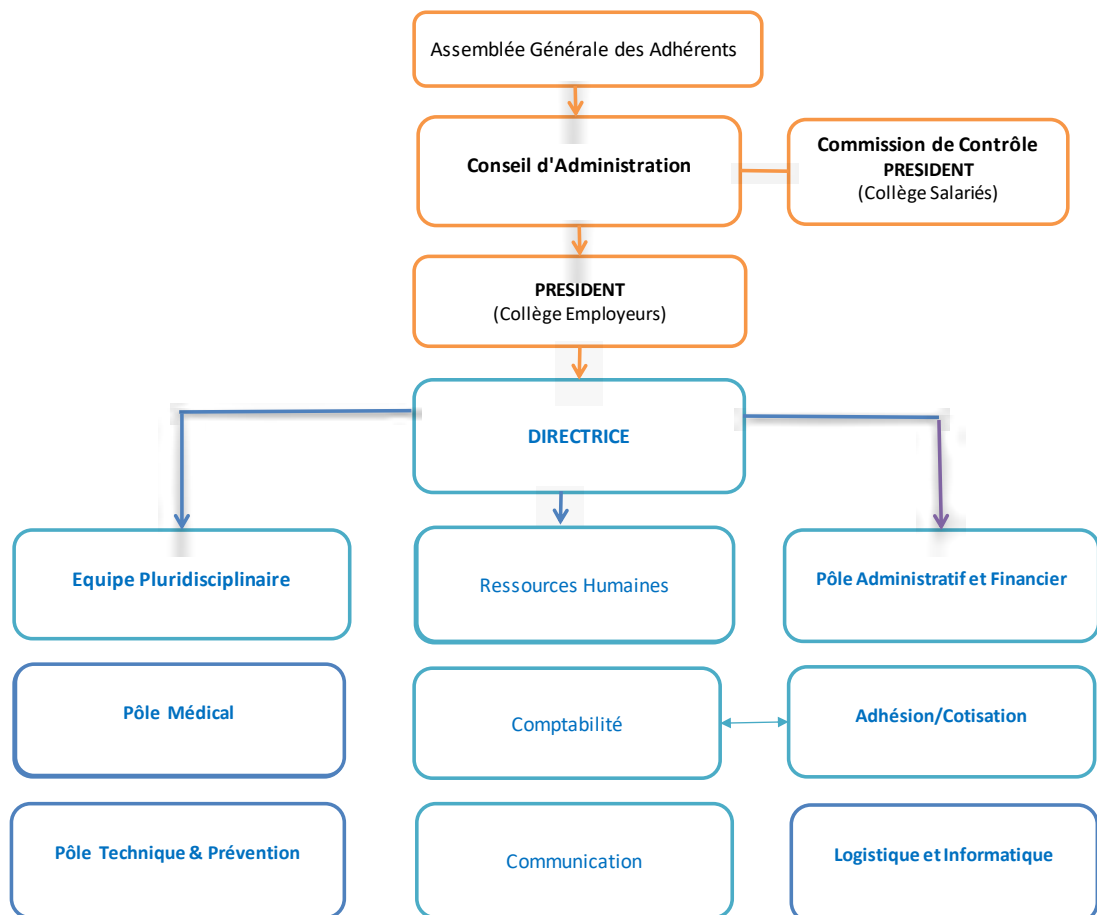 Assemblée Générale des Adhérents
Conseil d'Administration
Commission de Contrôle
PRESIDENT
(Collège Salariés)
PRESIDENT
(Collège Employeurs)
DIRECTRICE
Equipe Pluridisciplinaire
Ressources Humaines
Pôle Administratif et Financier
Pôle Médical
Comptabilité
Adhésion/Cotisation
Pôle Technique & Prévention
Communication
Logistique et Informatique